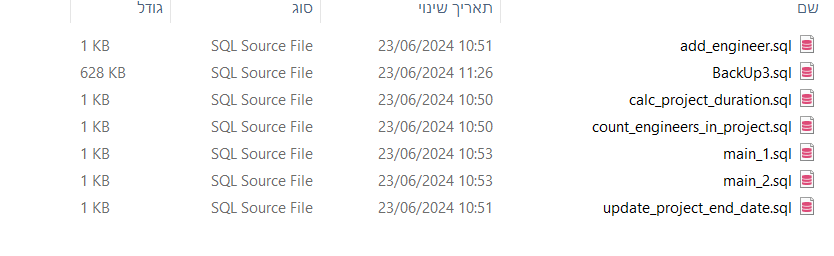 שם תאריך שינוי סוג גודל
add_engineer.sql 23/06/2024 10:51 SQL Source File 1 KB
BackUp3.sql 23/06/2024 11:26 SQL Source File 628 KB
calc_project_duration.sql 23/06/2024 10:50 SQL Source File 1 KB
count_engineers_in_project.sql 23/06/2024 10:50 SQL Source File 1 KB
main_1.sql 23/06/2024 10:53 SQL Source File 1 KB
main_2.sql 23/06/2024 10:53 SQL Source File 1 KB
update_project_end_date.sql 23/06/2024 10:51 SQL Source File 1 KB